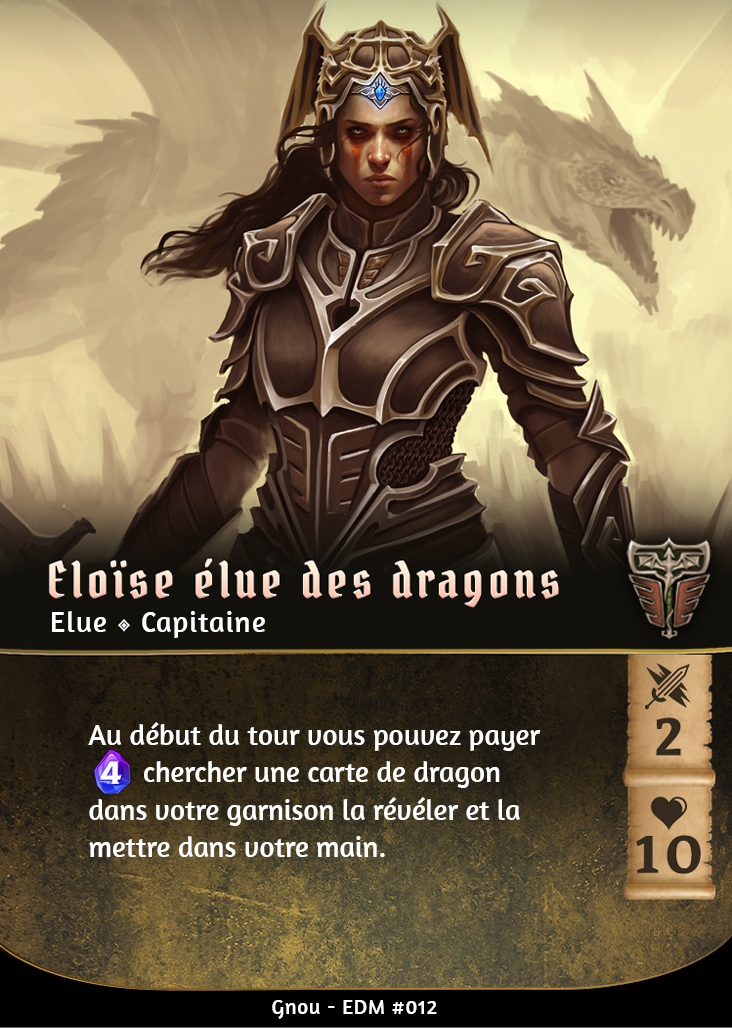 Eloïse élue des dragons
Elue ◈ Capitaine
2
10
Au début du tour vous pouvez payer
4 chercher une carte de dragon
dans votre garnison la révéler et la
mettre dans votre main.
Gnou - EDM #012